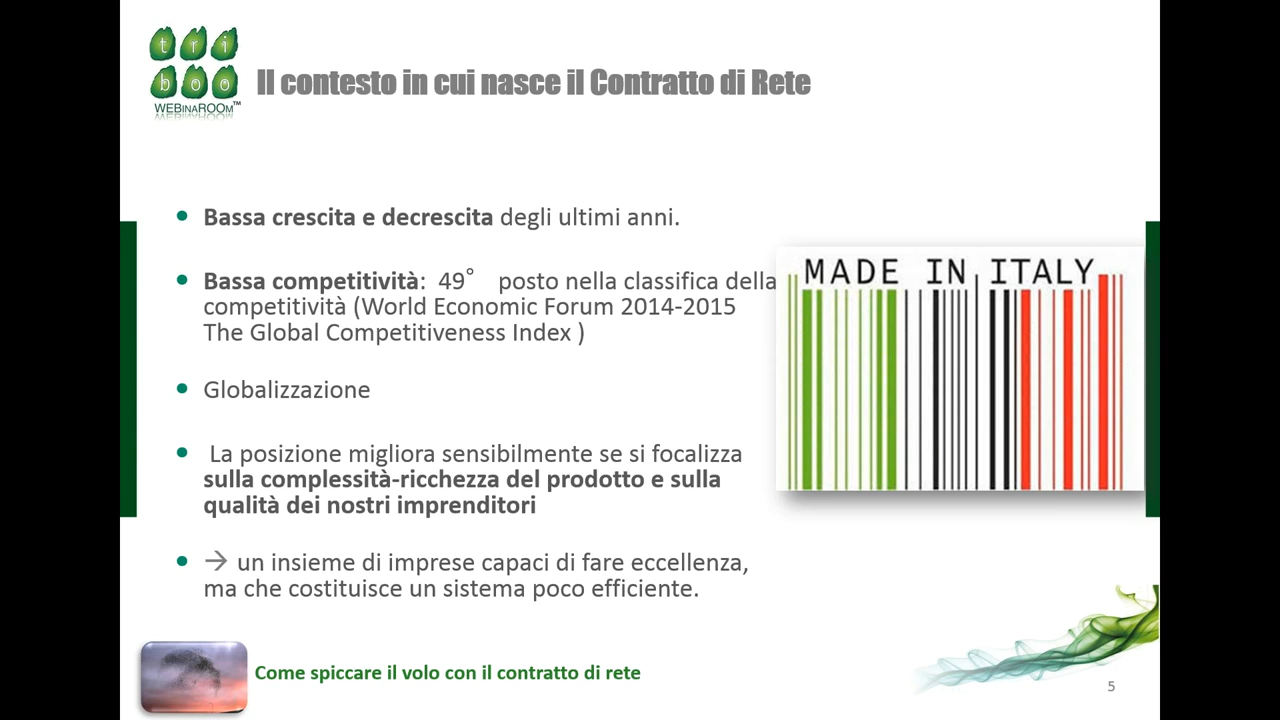 tri
boo
WEBINAROOM™
Il contesto in cui nasce il Contratto di Rete
• Bassa crescita e decrescita degli ultimi anni.
• Bassa competitività: 49° posto nella classifica della
competitività (World Economic Forum 2014-2015
The Global Competitiveness Index )
MADE IN ITALY
• Globalizzazione
• La posizione migliora sensibilmente se si focalizza
sulla complessità-ricchezza del prodotto e sulla
qualità dei nostri imprenditori
• → un insieme di imprese capaci di fare eccellenza,
ma che costituisce un sistema poco efficiente.
Come spiccare il volo con il contratto di rete
5